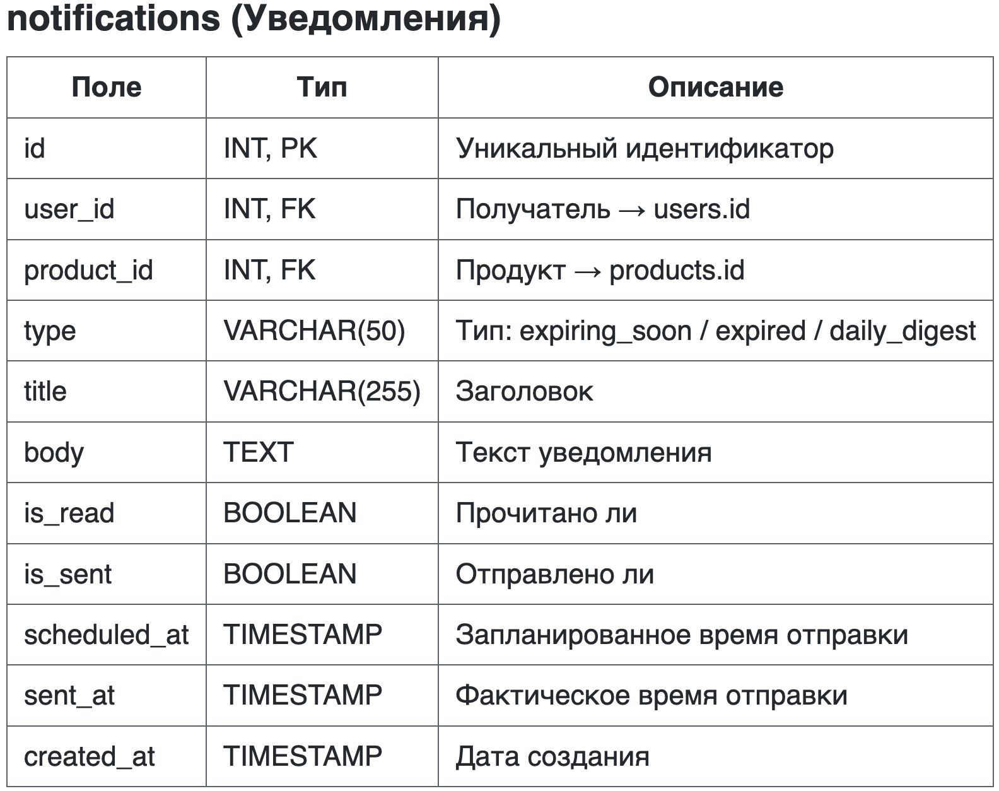 notifications (Уведомления)
Поле Тип Описание
id INT, PK Уникальный идентификатор
user_id INT, FK Получатель → users.id
product_id INT, FK Продукт → products.id
type VARCHAR(50) Тип: expiring_soon / expired / daily_digest
title VARCHAR(255) Заголовок
body TEXT Текст уведомления
is_read BOOLEAN Прочитано ли
is_sent BOOLEAN Отправлено ли
scheduled_at TIMESTAMP Запланированное время отправки
sent_at TIMESTAMP Фактическое время отправки
created_at TIMESTAMP Дата создания